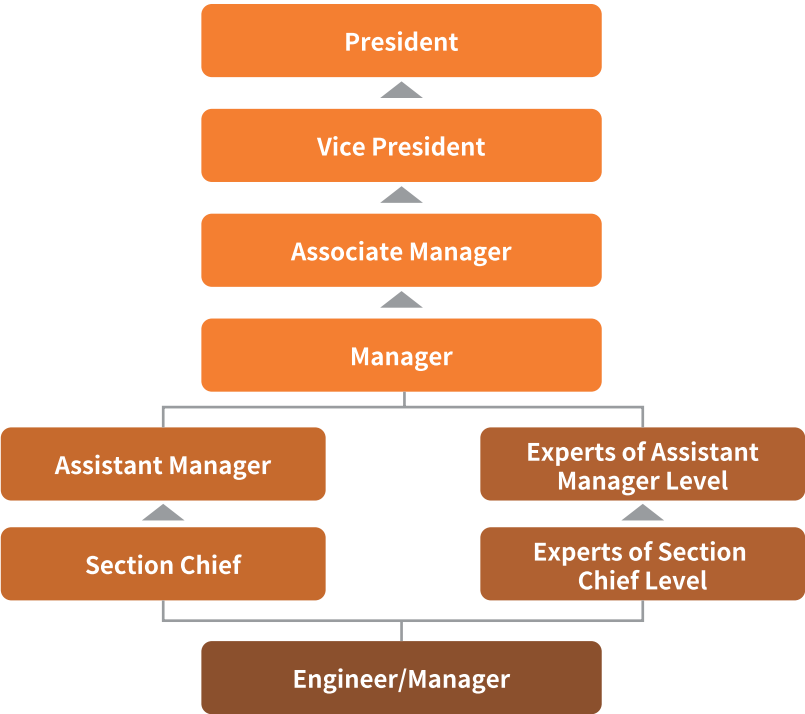 President
Vice President
Associate Manager
Manager
Assistant Manager
Experts of Assistant
Manager Level
Section Chief
Experts of Section
Chief Level
Engineer/Manager